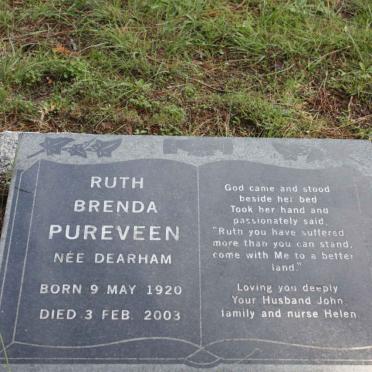 RUTH
BRENDA
PUREVEEN
NÉE DEARHAM
BORN 9 MAY 1920
DIED 3 FEB. 2003
God came and stood
beside her bed
Took her hand and
passionately said,
"Ruth you have suffered
more than you can stand,
come with Me to a better
land"
Loving you deeply
Your Husband John,
family and nurse Helen